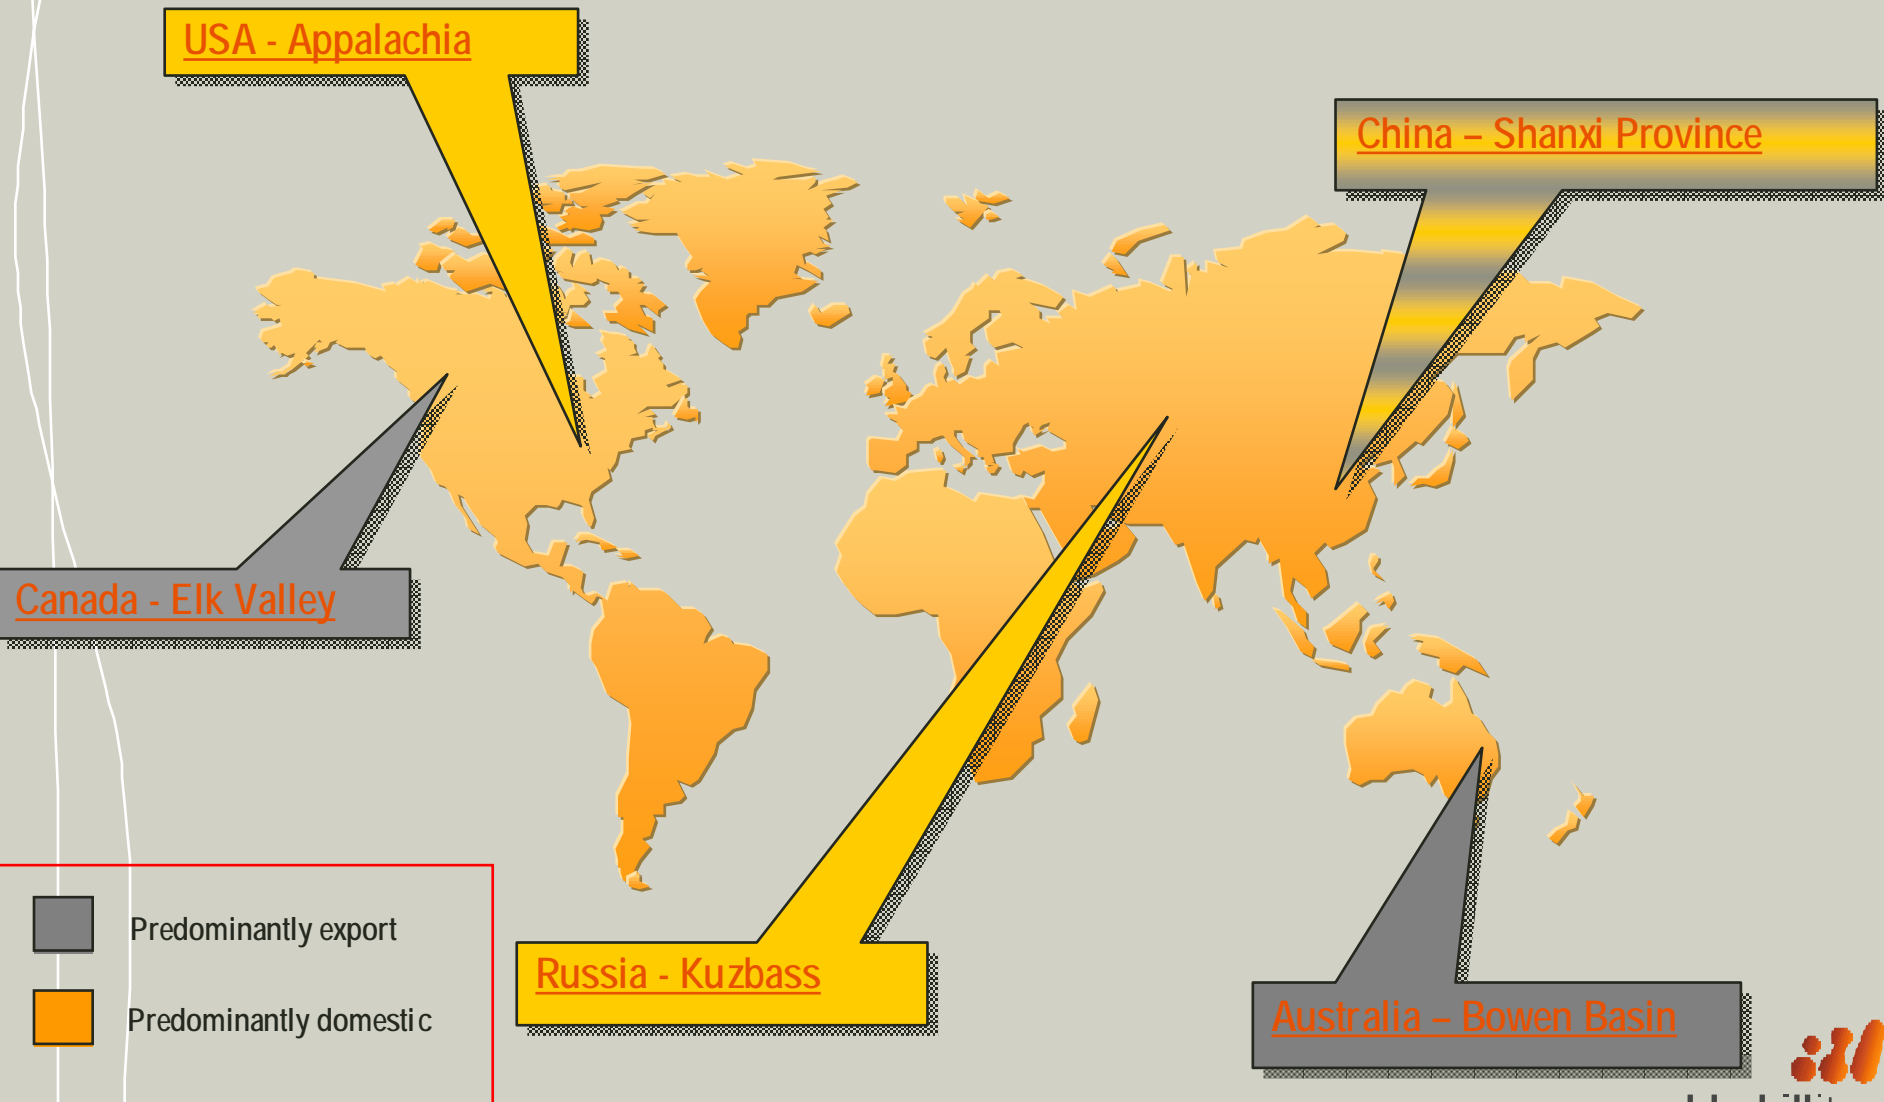 USA - Appalachia
China – Shanxi Province
Canada - Elk Valley
Predominantly export
Predominantly domestic
Russia - Kuzbass
Australia – Bowen Basin